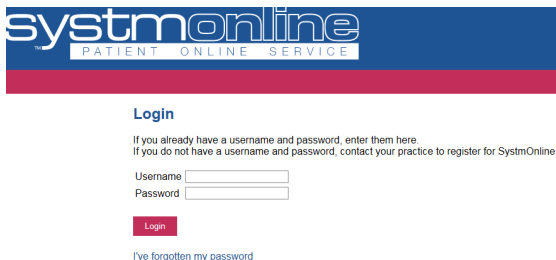 systmonline
TM
PATIENT ONLINE SERVICE
Login
If you already have a username and password, enter them here.
If you do not have a username and password, contact your practice to register for SystmOnline
Username
Password
Login
I've forgotten my password